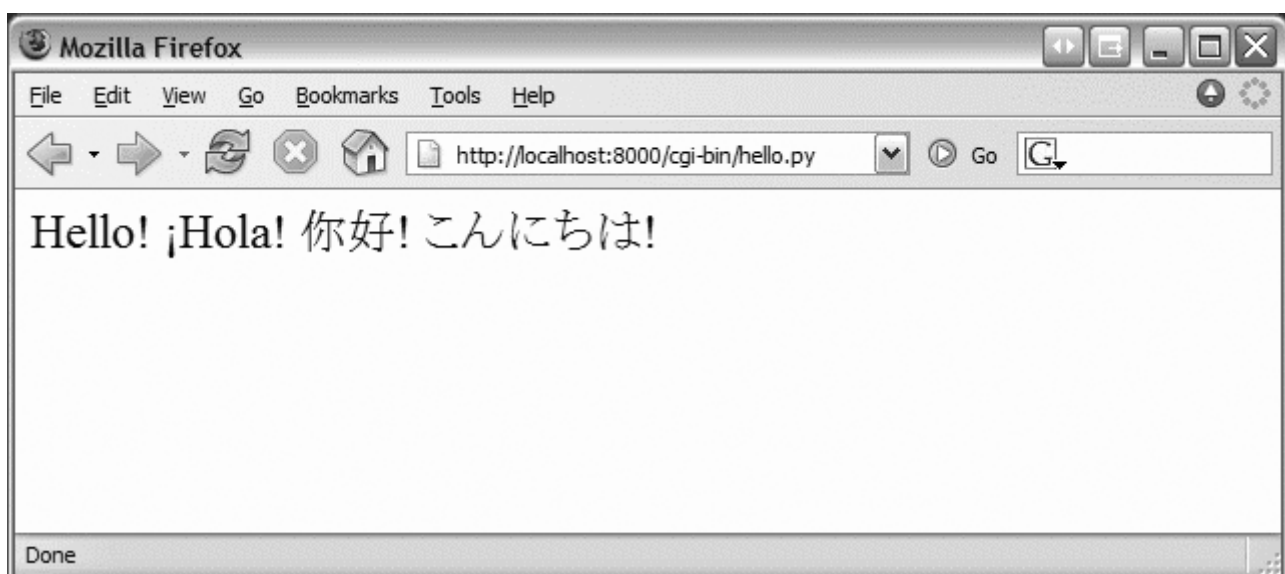 Mozilla Firefox
File Edit View Go Bookmarks Tools Help
http://localhost:8000/cgi-bin/hello.py Go G
Hello! ¡Hola! 你好! こんにちは!
Done